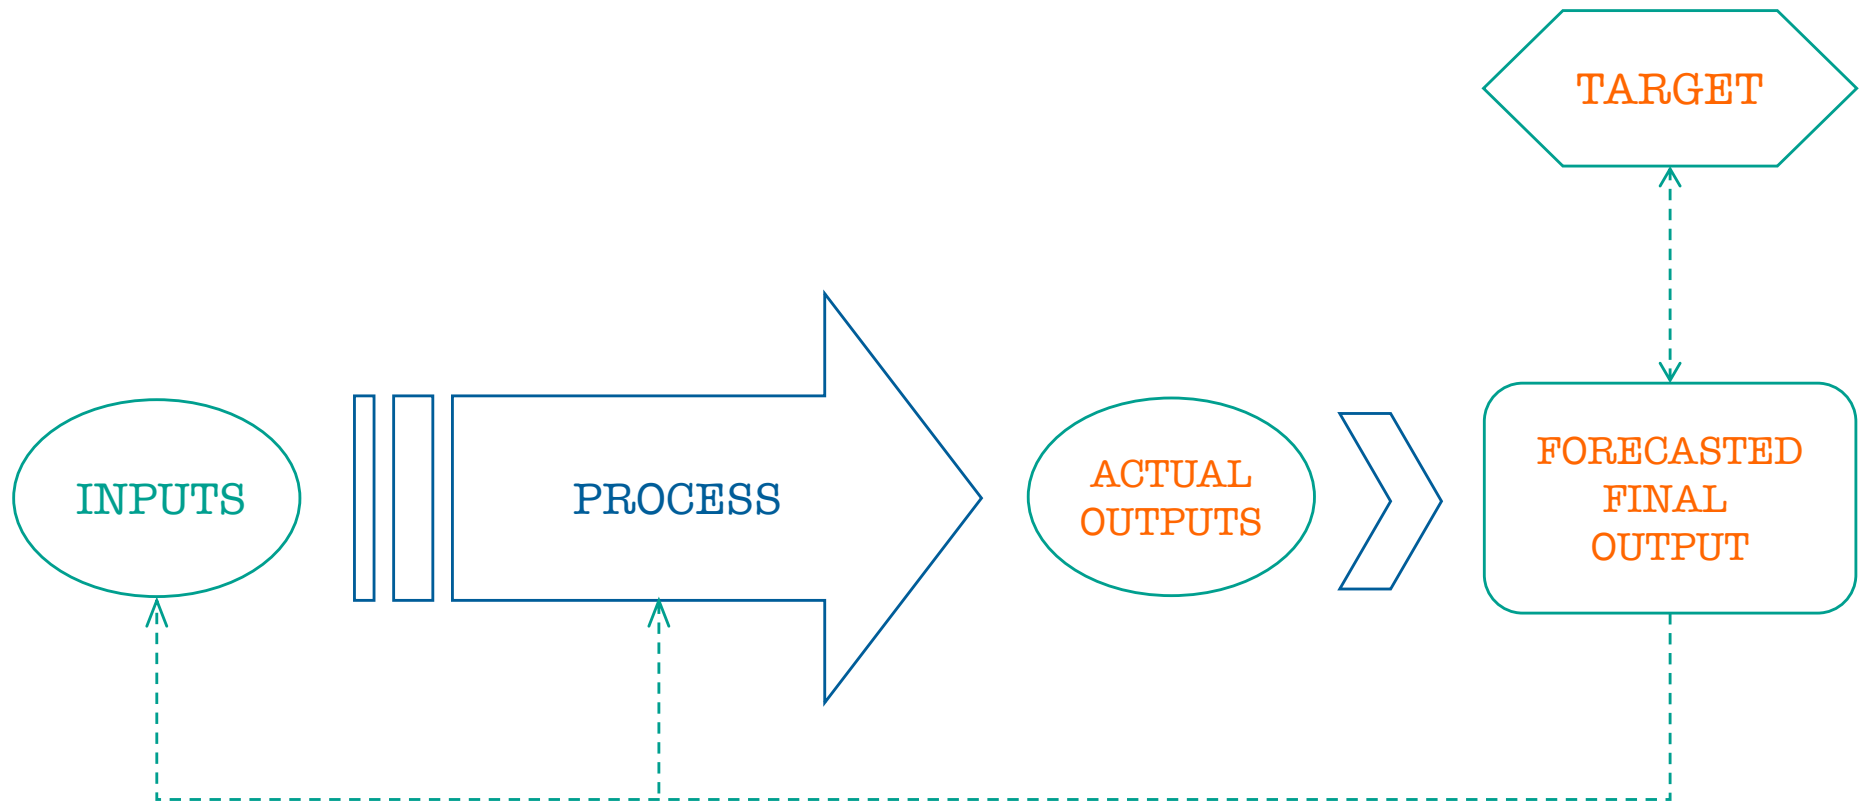 TARGET
INPUTS
PROCESS
ACTUAL
OUTPUTS
FORECASTED
FINAL
OUTPUT